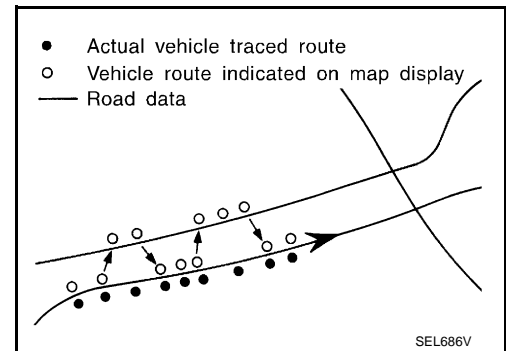 Actual vehicle traced route
Vehicle route indicated on map display
Road data
SEL686V